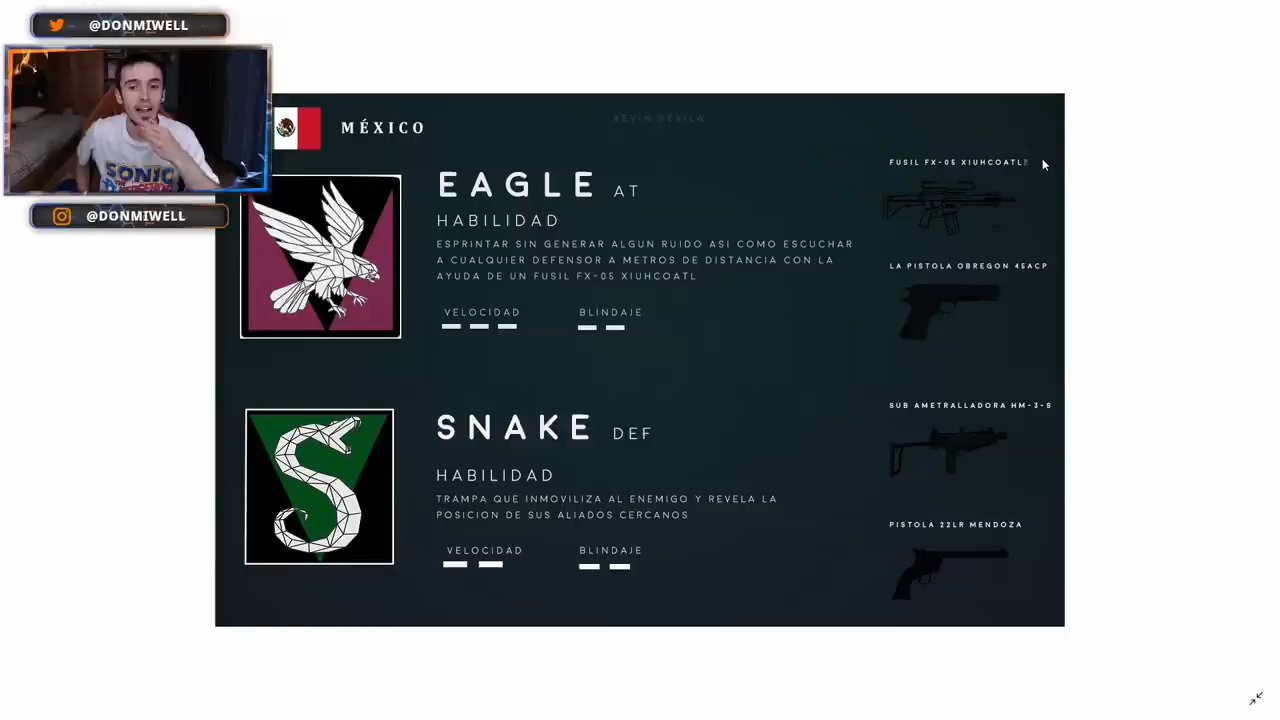 @DONMIWELL
@DONMIWELL
MÉXICO
KEVIN REVILA
EAGLE AT
HABILIDAD
ESPRINTAR SIN GENERAR ALGUN RUIDO ASI COMO ESCUCHAR
A CUALQUIER DEFENSOR A METROS DE DISTANCIA CON LA
AYUDA DE UN FUSIL FX-05 XIUHCOATL
VELOCIDAD BLINDAJE
FUSIL FX-05 XIUHCOATL
LA PISTOLA OBREGON 45ACP
SNAKE DEF
HABILIDAD
TRAMPA QUE INMOVILIZA AL ENEMIGO Y REVELA LA
POSICION DE SUS ALIADOS CERCANOS
VELOCIDAD BLINDAJE
SUB AMETRALLADORA HM-3-S
PISTOLA 22LR MENDOZA
SONIC